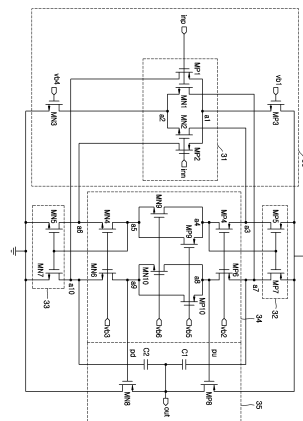 inp
MP1
MN1
vb4
a2
a1
vb1
MN3
MN2
MP3
MP2
31
inn
MN5
a6
MN4
a5
MN9
a4
MP4
a3
MP5
MP9
MN7
a10
MN6
a9
MN10
a8
MP6
a7
MP7
MP10
33
vb3
vb6
vb5
vb2
34
32
pd
C2
C1
pu
MN8
MP8
out
35